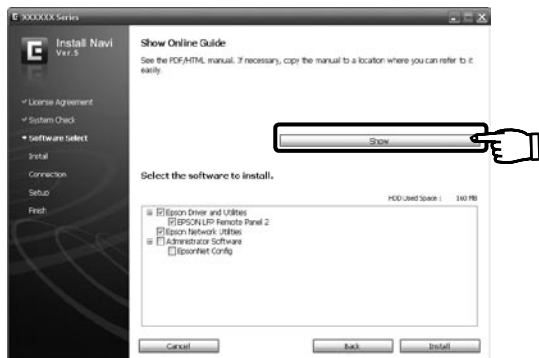 XXXXXX Series
Install Navi
Ver.5
License Agreement
System Check
Software Select
Instal
Connection
Setup
Finish
Show Online Guide
See the PDF/HTML manual. If necessary, copy the manual to a location where you can refer to it
easily.
Show
Select the software to install.
HDD Used Space : 160 MB
Epson Driver and Utilities
EPSON LFP Remote Panel 2
Epson Network Utilities
Administrator Software
EpsonNet Config
Cancel
Back
Install